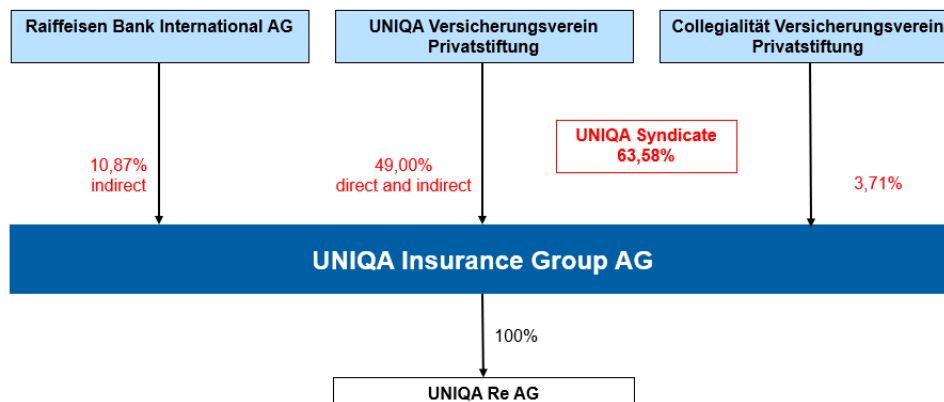 Raiffeisen Bank International AG
UNIQA Versicherungsverein
Privatstiftung
Collegialität Versicherungsverein
Privatstiftung
UNIQA Syndicate
63,58%
10,87%
indirect
49,00%
direct and indirect
3,71%
UNIQA Insurance Group AG
100%
UNIQA Re AG